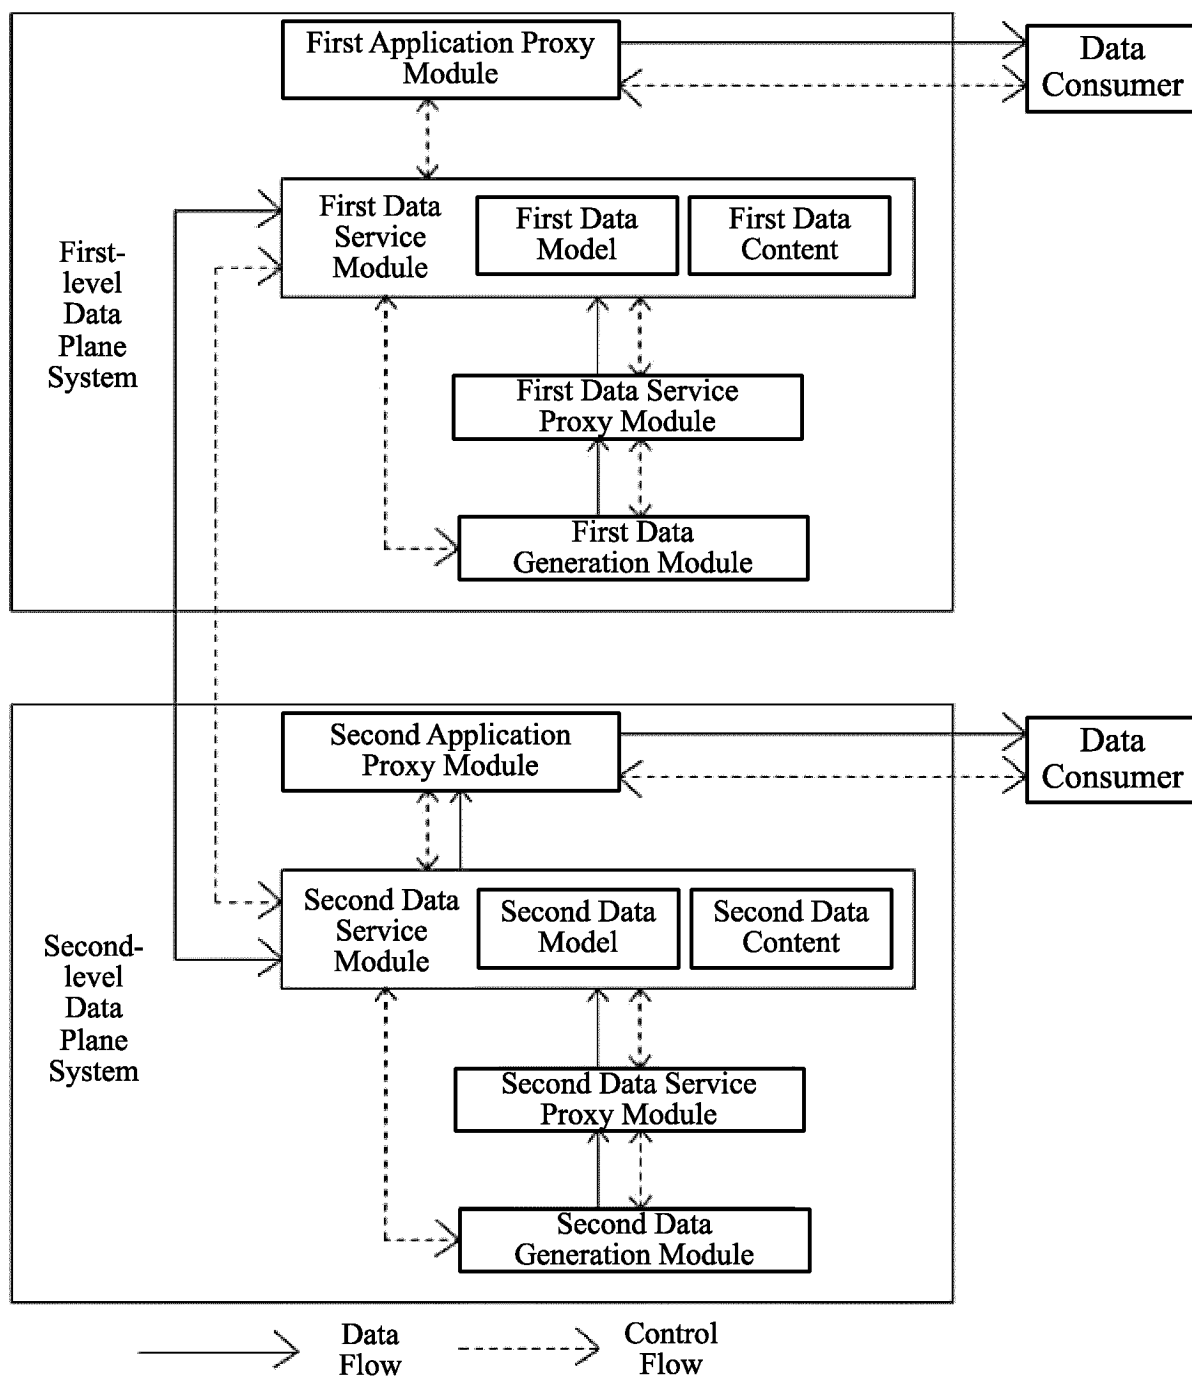 First Application Proxy
Module
Data
Consumer
First Data
Service
Module
First Data
Model
First Data
Content
First-
level
Data
Plane
System
First Data Service
Proxy Module
First Data
Generation Module
Second Application
Proxy Module
Data
Consumer
Second Data
Service
Module
Second Data
Model
Second Data
Content
Second-
level
Data
Plane
System
Second Data Service
Proxy Module
Second Data
Generation Module
Data
Flow
Control
Flow